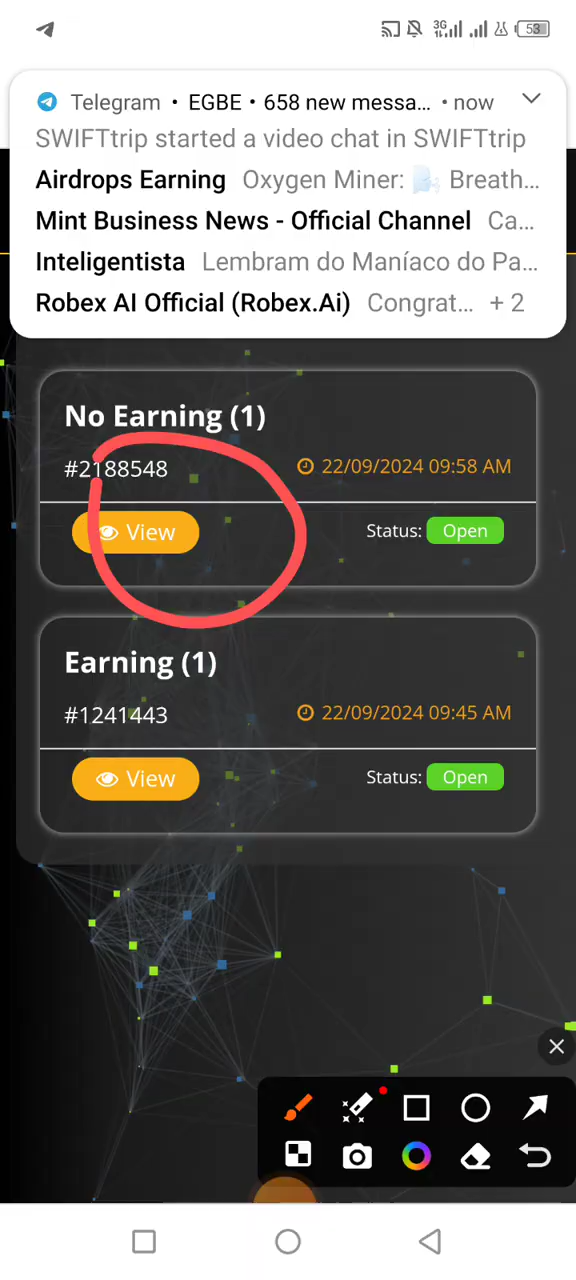 3G
53
Telegram • EGBE • 658 new messa... • now
SWIFTtrip started a video chat in SWIFTtrip
Airdrops Earning Oxygen Miner: 🌬️ Breath...
Mint Business News - Official Channel Ca...
Inteligentista Lembram do Maníaco do Pa...
Robex AI Official (Robex.Ai) Congrat... + 2
No Earning (1)
#2188548 22/09/2024 09:58 AM
View Status: Open
Earning (1)
#1241443 22/09/2024 09:45 AM
View Status: Open